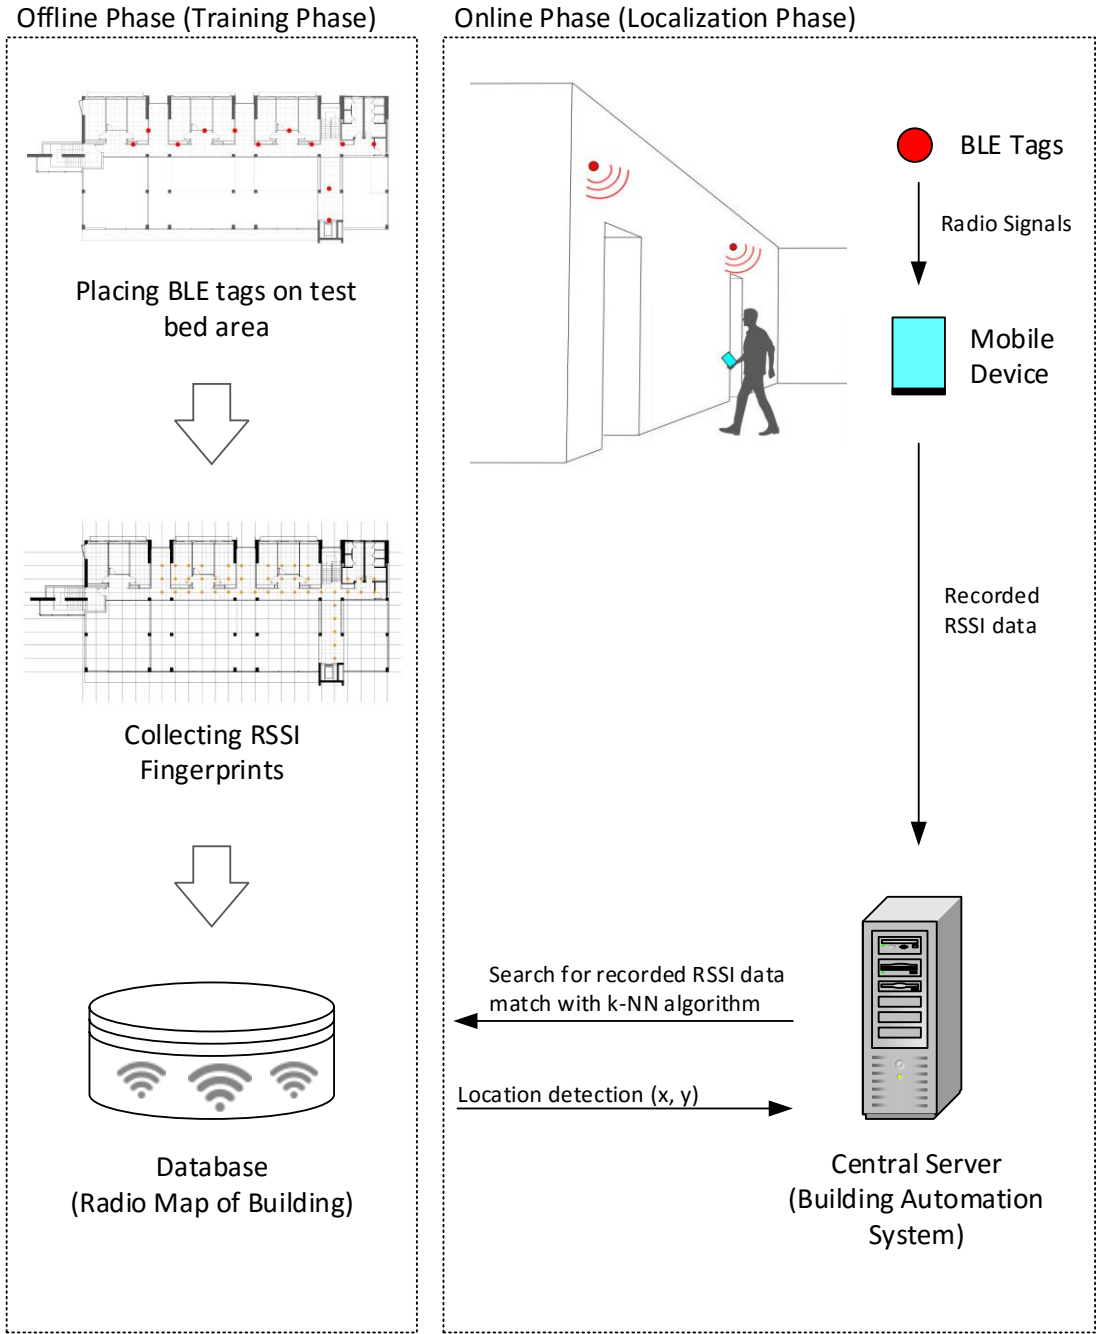 Offline Phase (Training Phase)
Placing BLE tags on test
bed area
Collecting RSSI
Fingerprints
Database
(Radio Map of Building)
Online Phase (Localization Phase)
BLE Tags
Radio Signals
Mobile
Device
Recorded
RSSI data
Search for recorded RSSI data
match with k-NN algorithm
Location detection (x, y)
Central Server
(Building Automation
System)